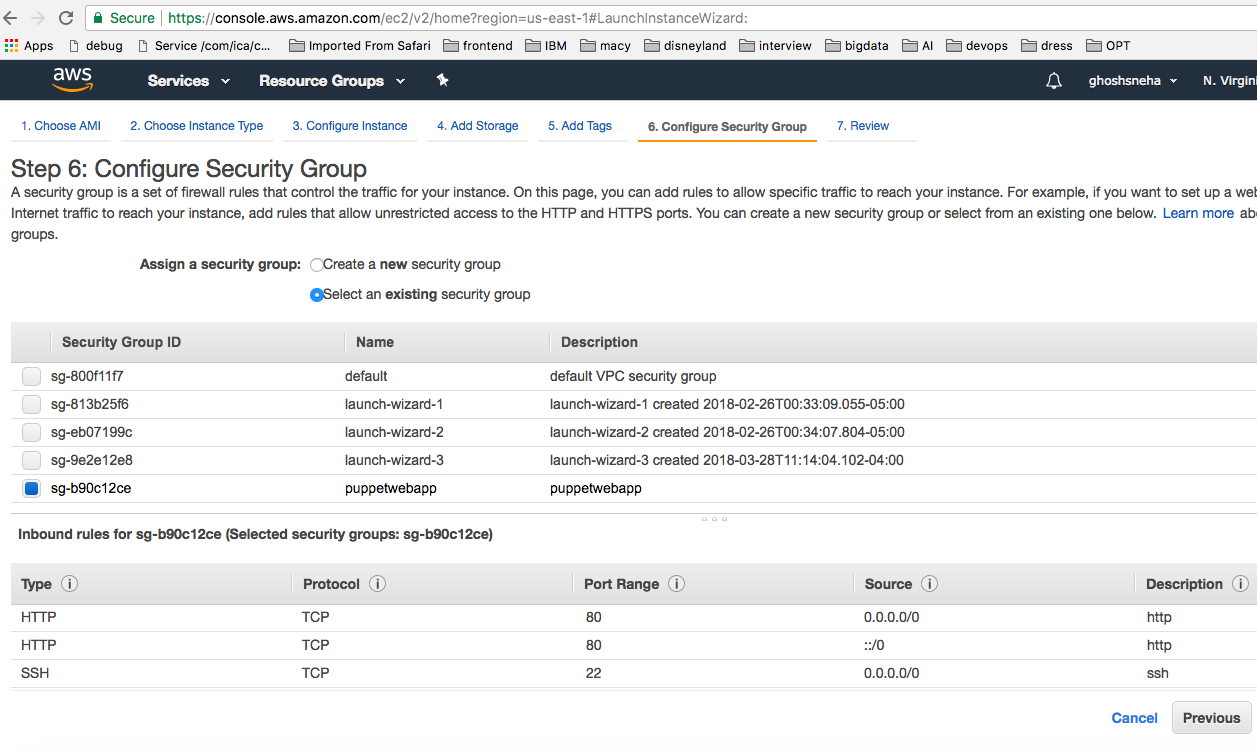 Secure https://console.aws.amazon.com/ec2/v2/home?region=us-east-1#LaunchInstanceWizard:
Apps debug Service /com/ica/c... Imported From Safari frontend IBM macy disneyland interview bigdata AI devops dress OPT
aws Services Resource Groups ghoshsneha N. Virgini
1. Choose AMI 2. Choose Instance Type 3. Configure Instance 4. Add Storage 5. Add Tags 6. Configure Security Group 7. Review
Step 6: Configure Security Group
A security group is a set of firewall rules that control the traffic for your instance. On this page, you can add rules to allow specific traffic to reach your instance. For example, if you want to set up a web
Internet traffic to reach your instance, add rules that allow unrestricted access to the HTTP and HTTPS ports. You can create a new security group or select from an existing one below. Learn more abo
groups.
Assign a security group: Create a new security group
Select an existing security group
Security Group ID Name Description
sg-800f11f7 default default VPC security group
sg-813b25f6 launch-wizard-1 launch-wizard-1 created 2018-02-26T00:33:09.055-05:00
sg-eb07199c launch-wizard-2 launch-wizard-2 created 2018-02-26T00:34:07.804-05:00
sg-9e2e12e8 launch-wizard-3 launch-wizard-3 created 2018-03-28T11:14:04.102-04:00
sg-b90c12ce puppetwebapp puppetwebapp
Inbound rules for sg-b90c12ce (Selected security groups: sg-b90c12ce)
Type i Protocol i Port Range i Source i Description i
HTTP TCP 80 0.0.0.0/0 http
HTTP TCP 80 ::/0 http
SSH TCP 22 0.0.0.0/0 ssh
Cancel Previous